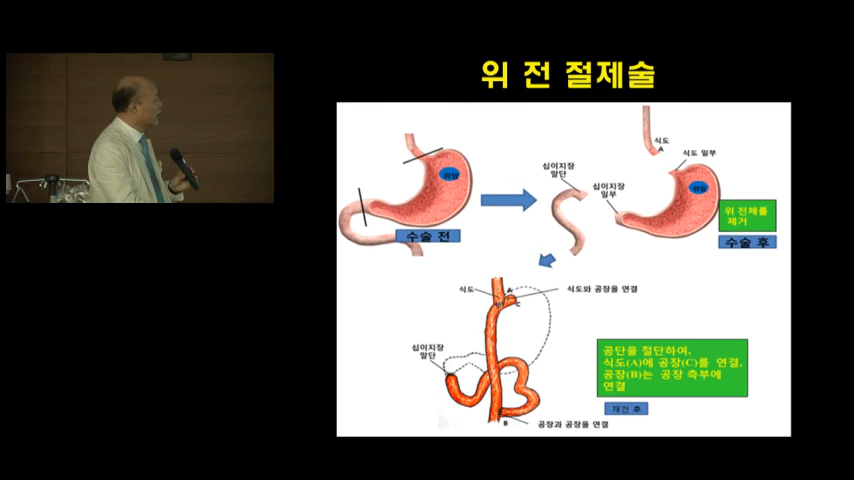 위 전 절제술
식도
A
식도 일부
위암
십이지장
말단
십이지장
일부
위암
위 전체를
제거
수술 전
수술 후
식도
A
식도와 공장을 연결
C
십이지장
말단
공단을 절단하여,
식도(A)에 공장(C)를 연결,
공장(B)는 공장 측부에
연결
재건 후
B
공장과 공장을 연결